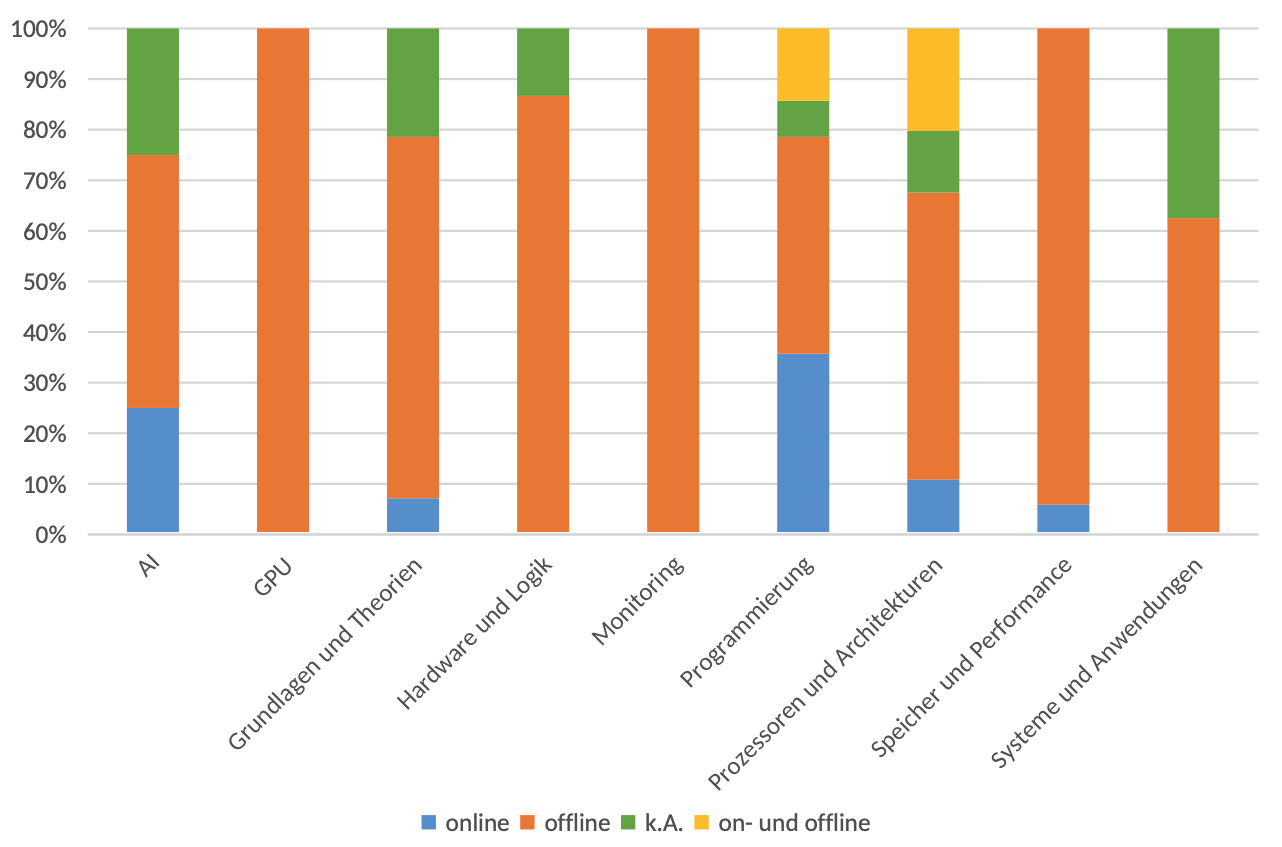 100%
90%
80%
70%
60%
50%
40%
30%
20%
10%
0%
AI
GPU
Grundlagen und Theorien
Hardware und Logik
Monitoring
Programmierung
Prozessoren und Architekturen
Speicher und Performance
Systeme und Anwendungen
online offline k.A. on- und offline